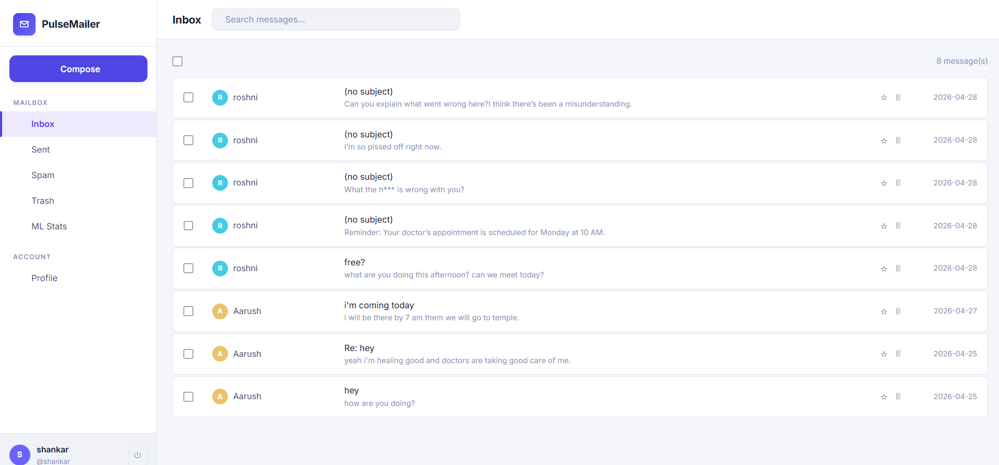 PulseMailer
Compose
MAILBOX
Inbox
Sent
Spam
Trash
ML Stats
ACCOUNT
Profile
S
shankar
@shankar
Inbox
Search messages...
8 message(s)
R roshni
(no subject)
Can you explain what went wrong here?I think there’s been a misunderstanding.
2026-04-28
R roshni
(no subject)
I’m so pissed off right now.
2026-04-28
R roshni
(no subject)
What the h*** is wrong with you?
2026-04-28
R roshni
(no subject)
Reminder: Your doctor’s appointment is scheduled for Monday at 10 AM.
2026-04-28
R roshni
free?
what are you doing this afternoon? can we meet today?
2026-04-28
A Aarush
i'm coming today
i will be there by 7 am them we will go to temple.
2026-04-27
A Aarush
Re: hey
yeah i'm healing good and doctors are taking good care of me.
2026-04-25
A Aarush
hey
how are you doing?
2026-04-25